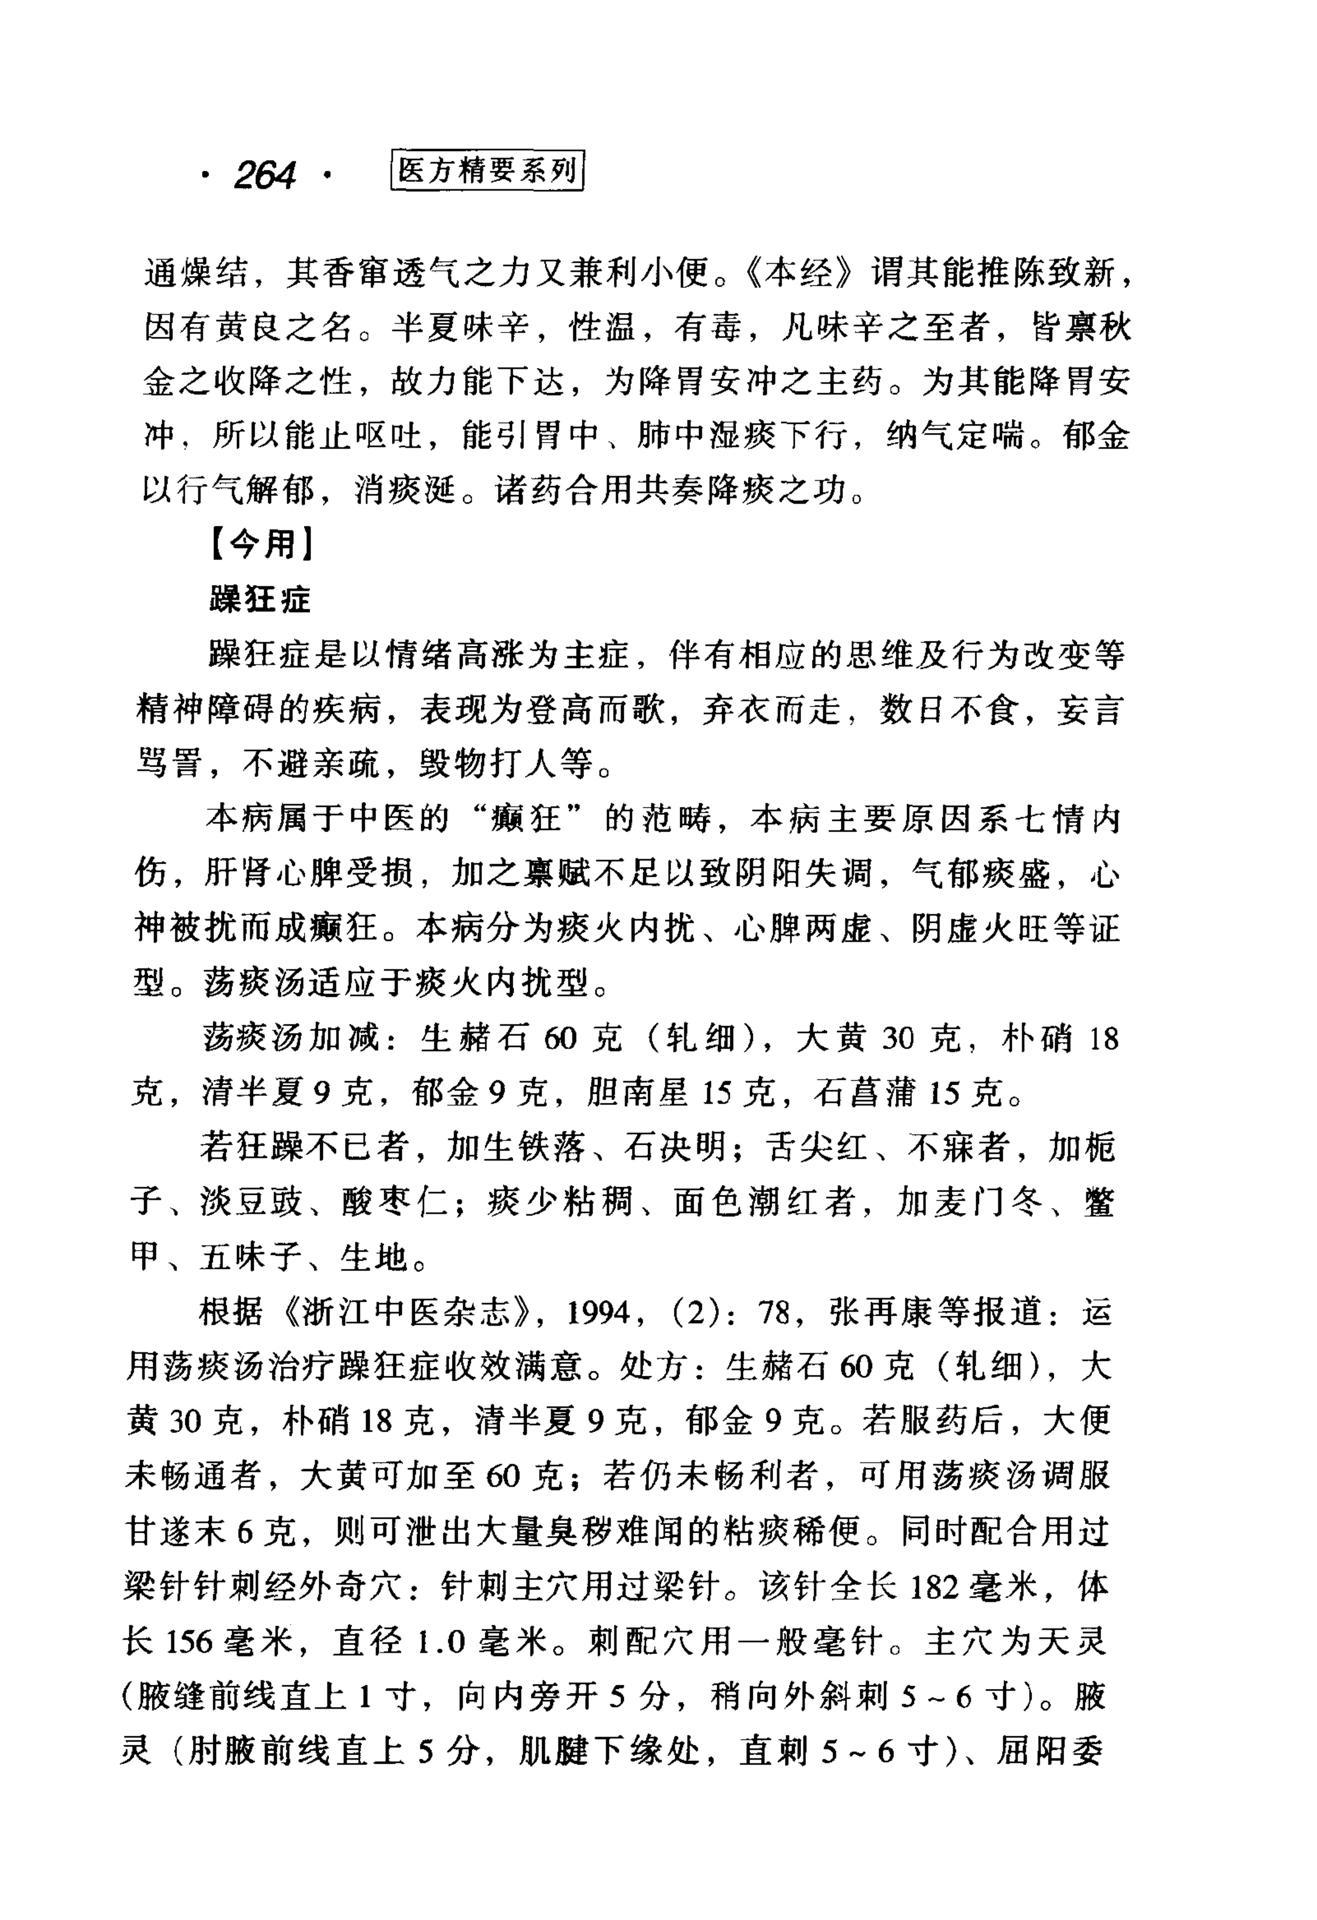 · 264 · 医方精要系列
通燥结，其香窜透气之力又兼利小便。《本经》谓其能推陈致新，
因有黄良之名。半夏味辛，性温，有毒，凡味辛之至者，皆禀秋
金之收降之性，故力能下达，为降胃安冲之主药。为其能降胃安
冲，所以能止呕吐，能引胃中、肺中湿痰下行，纳气定喘。郁金
以行气解郁，消痰涎。诸药合用共奏降痰之功。
【今用】
躁狂症
躁狂症是以情绪高涨为主症，伴有相应的思维及行为改变等
精神障碍的疾病，表现为登高而歌，弃衣而走，数日不食，妄言
骂詈，不避亲疏，毁物打人等。
本病属于中医的“癫狂”的范畴，本病主要原因系七情内
伤，肝肾心脾受损，加之禀赋不足以致阴阳失调，气郁痰盛，心
神被扰而成癫狂。本病分为痰火内扰、心脾两虚、阴虚火旺等证
型。荡痰汤适应于痰火内扰型。
荡痰汤加减：生赭石 60 克（轧细），大黄 30 克，朴硝 18
克，清半夏 9 克，郁金 9 克，胆南星 15 克，石菖蒲 15 克。
若狂躁不已者，加生铁落、石决明；舌尖红、不寐者，加栀
子、淡豆豉、酸枣仁；痰少粘稠、面色潮红者，加麦门冬、鳖
甲、五味子、生地。
根据《浙江中医杂志》，1994，（2）：78，张再康等报道：运
用荡痰汤治疗躁狂症收效满意。处方：生赭石 60 克（轧细），大
黄 30 克，朴硝 18 克，清半夏 9 克，郁金 9 克。若服药后，大便
未畅通者，大黄可加至 60 克；若仍未畅利者，可用荡痰汤调服
甘遂末 6 克，则可泄出大量臭秽难闻的粘痰稀便。同时配合用过
梁针针刺经外奇穴：针刺主穴用过梁针。该针全长 182 毫米，体
长 156 毫米，直径 1.0 毫米。刺配穴用一般毫针。主穴为天灵
（腋缝前线直上 1 寸，向内旁开 5 分，稍向外斜刺 5～6 寸）。腋
灵（肘腋前线直上 5 分，肌腱下缘处，直刺 5～6 寸）、屈阳委